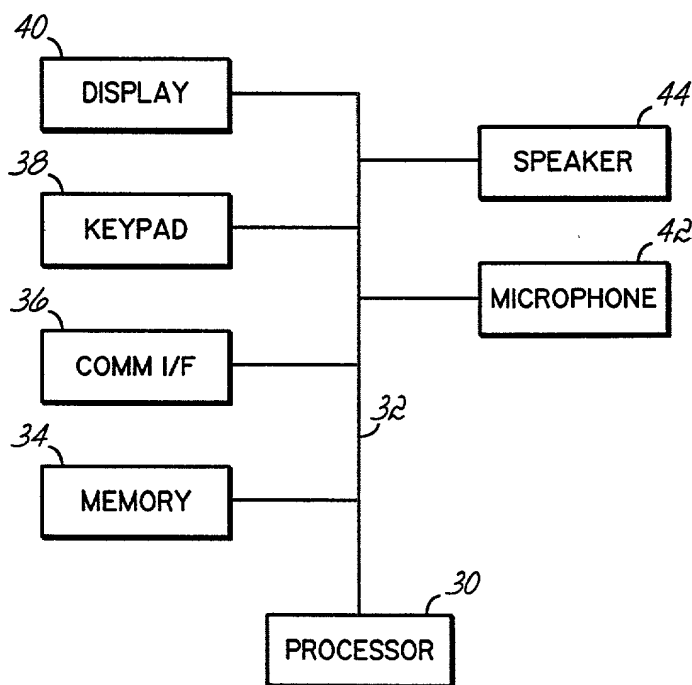 40
DISPLAY
44
SPEAKER
38
KEYPAD
42
MICROPHONE
36
COMM I/F
32
34
MEMORY
30
PROCESSOR